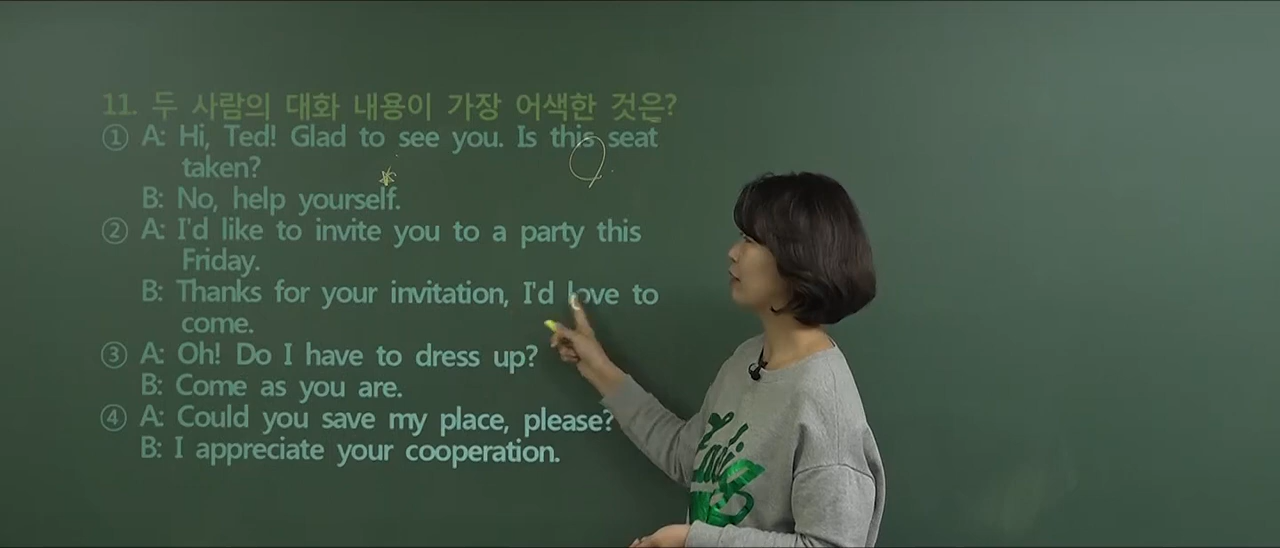 11. 두 사람의 대화 내용이 가장 어색한 것은?
① A: Hi, Ted! Glad to see you. Is this seat
taken?
B: No, help yourself.
② A: I'd like to invite you to a party this
Friday.
B: Thanks for your invitation, I'd love to
come.
③ A: Oh! Do I have to dress up?
B: Come as you are.
④ A: Could you save my place, please?
B: I appreciate your cooperation.